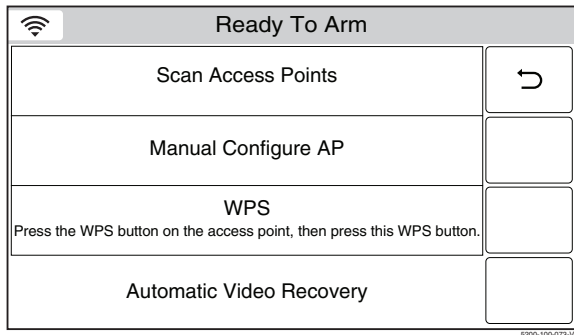 Ready To Arm
Scan Access Points
Manual Configure AP
WPS
Press the WPS button on the access point, then press this WPS button.
Automatic Video Recovery